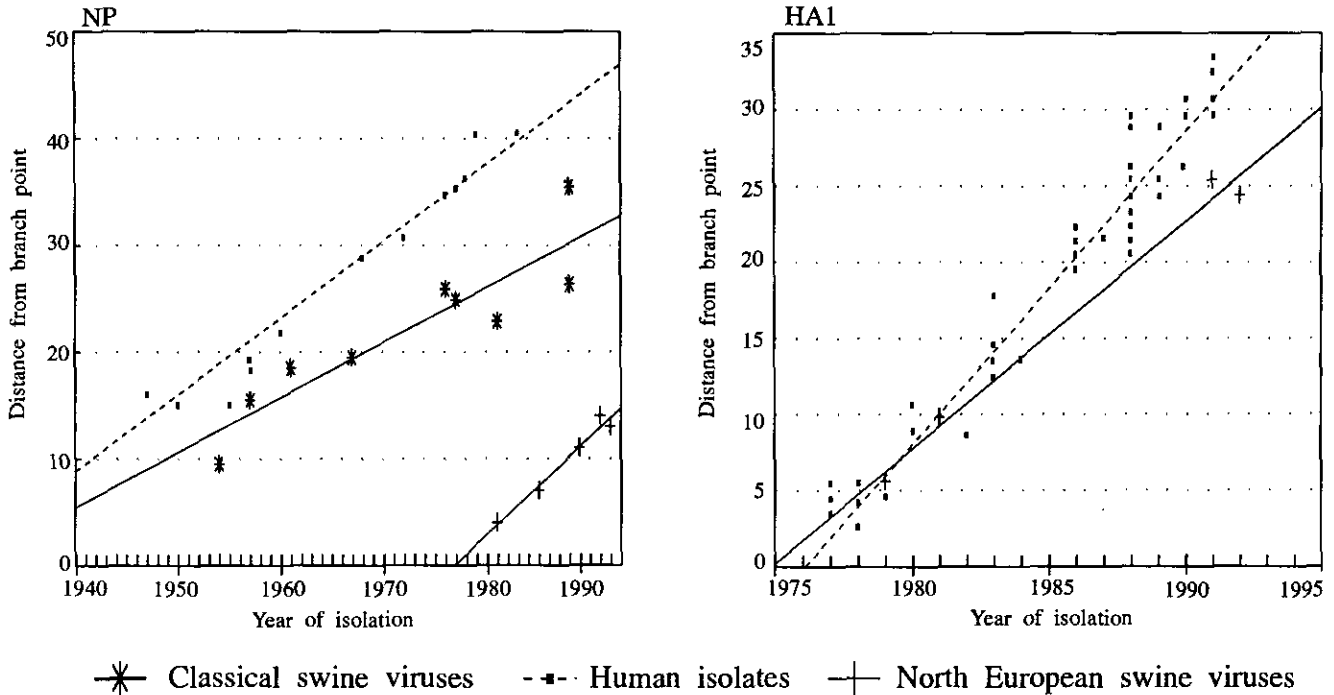 NP
50
40
30
20
10
0
Distance from branch point
1940 1950 1960 1970 1980 1990
Year of isolation
HA1
35
30
25
20
15
10
5
0
Distance from branch point
1975 1980 1985 1990 1995
Year of isolation
Classical swine viruses Human isolates North European swine viruses